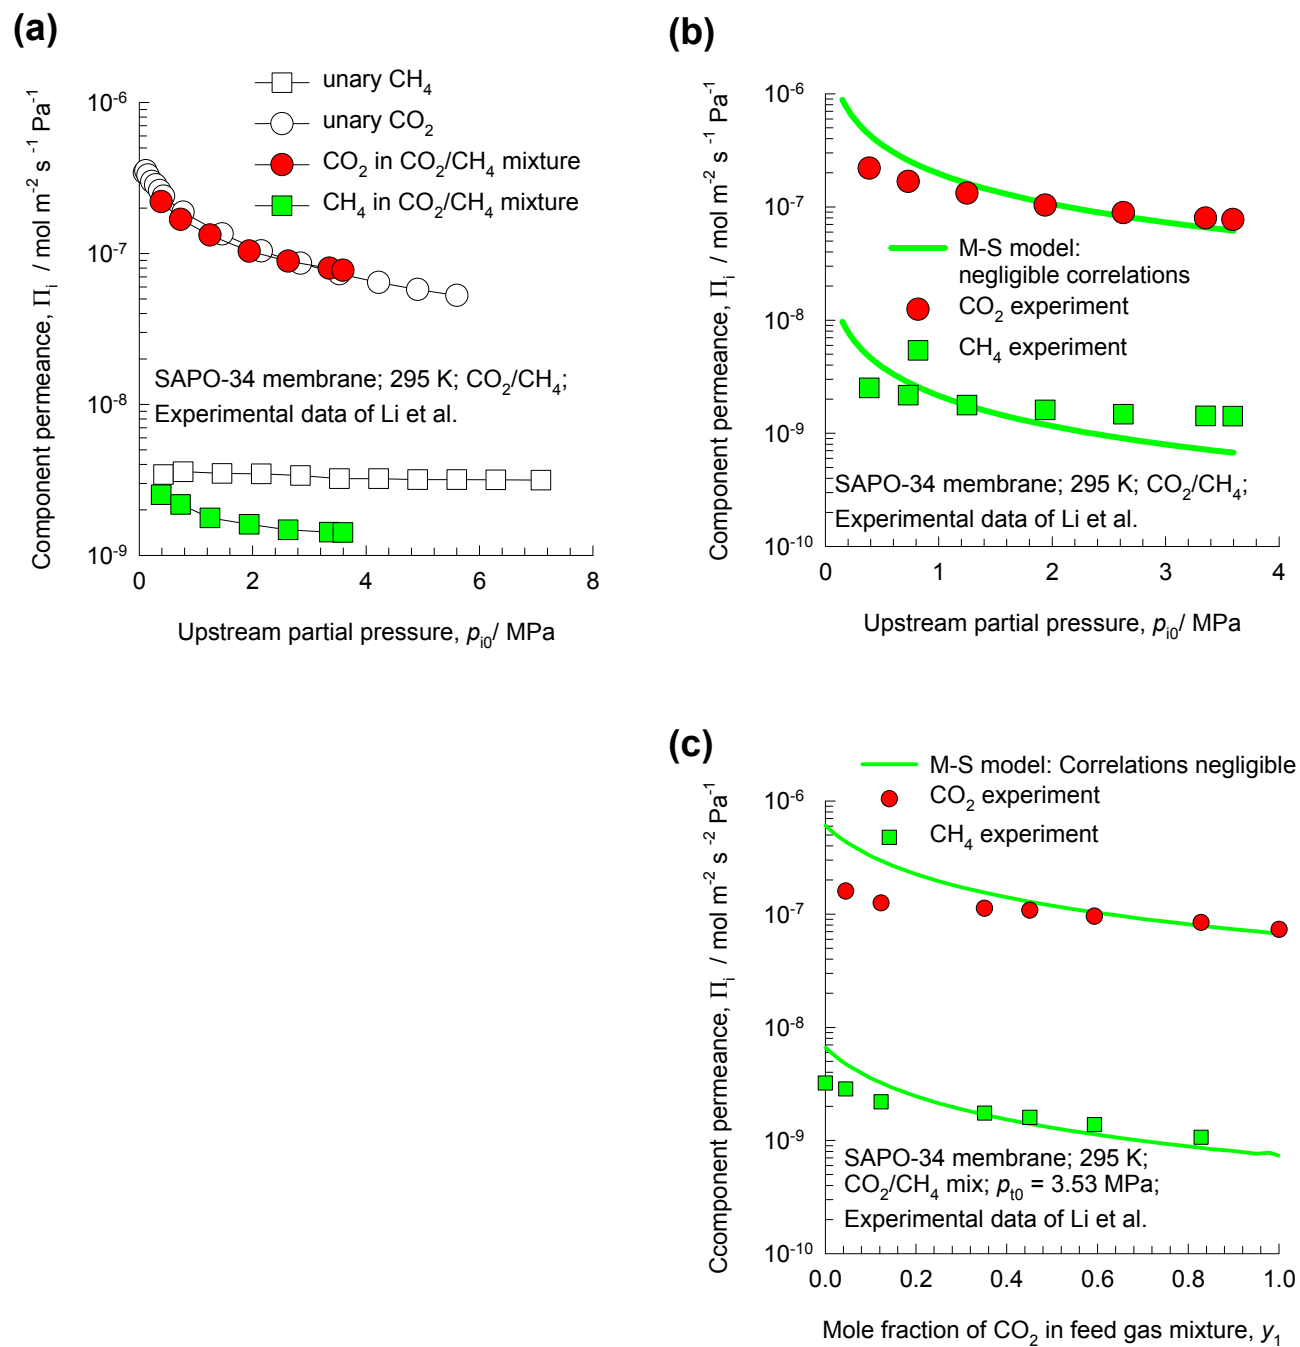 (a)
unary CH4
unary CO2
CO2 in CO2/CH4 mixture
CH4 in CO2/CH4 mixture
10-6
10-7
10-8
10-9
Component permeance, Πi / mol m-2 s-1 Pa-1
SAPO-34 membrane; 295 K; CO2/CH4;
Experimental data of Li et al.
0 2 4 6 8
Upstream partial pressure, pi0/ MPa
(b)
10-6
10-7
10-8
10-9
10-10
Component permeance, Πi / mol m-2 s-1 Pa-1
M-S model:
negligible correlations
CO2 experiment
CH4 experiment
SAPO-34 membrane; 295 K; CO2/CH4;
Experimental data of Li et al.
0 1 2 3 4
Upstream partial pressure, pi0/ MPa
(c)
M-S model: Correlations negligible
CO2 experiment
CH4 experiment
10-6
10-7
10-8
10-9
10-10
Ccomponent permeance, Πi / mol m-2 s-2 Pa-1
SAPO-34 membrane; 295 K;
CO2/CH4 mix; pt0 = 3.53 MPa;
Experimental data of Li et al.
0.0 0.2 0.4 0.6 0.8 1.0
Mole fraction of CO2 in feed gas mixture, y1